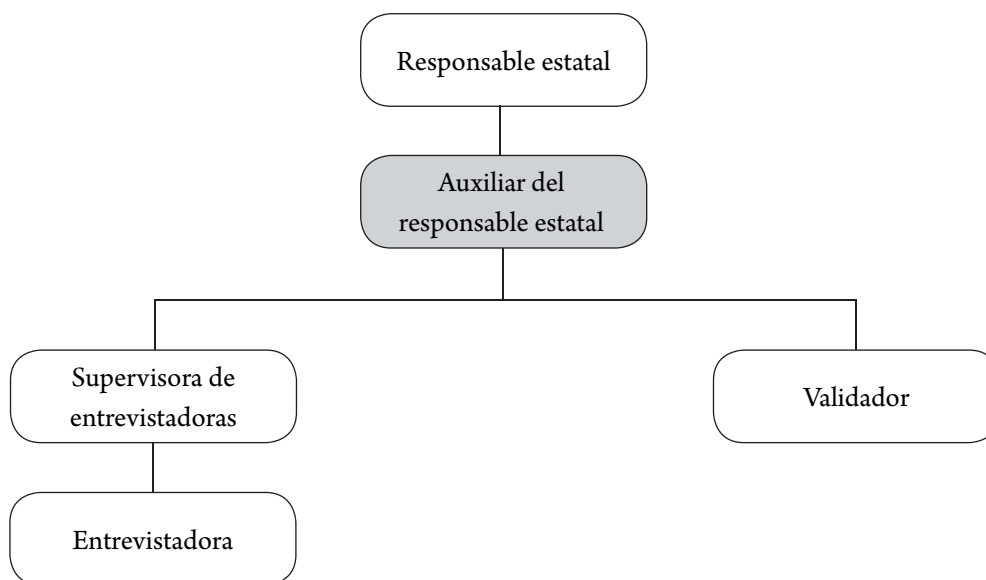 Responsable estatal
Auxiliar del
responsable estatal
Supervisora de
entrevistadoras
Validador
Entrevistadora